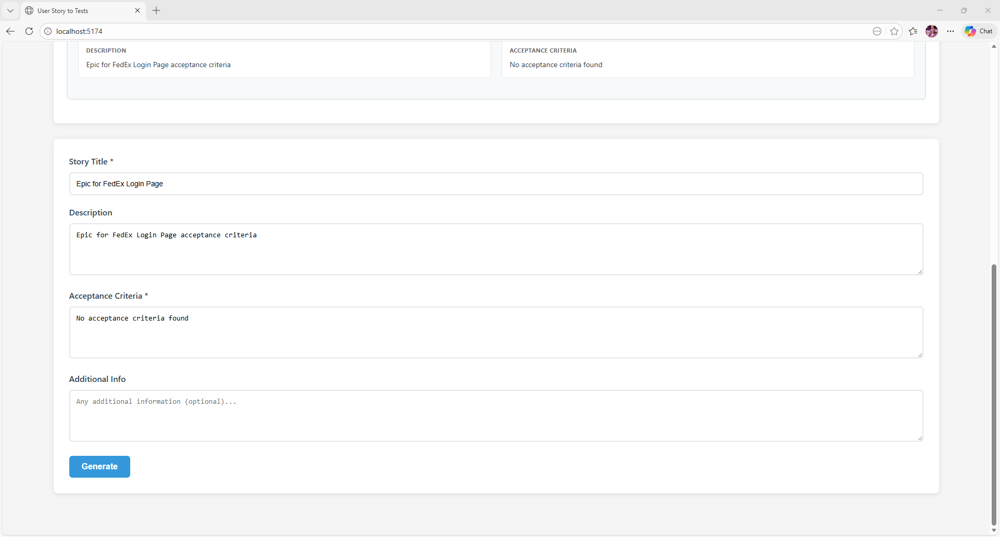 User Story to Tests
localhost:5174
Chat
DESCRIPTION
Epic for FedEx Login Page acceptance criteria
ACCEPTANCE CRITERIA
No acceptance criteria found
Story Title *
Epic for FedEx Login Page
Description
Epic for FedEx Login Page acceptance criteria
Acceptance Criteria *
No acceptance criteria found
Additional Info
Any additional information (optional)...
Generate